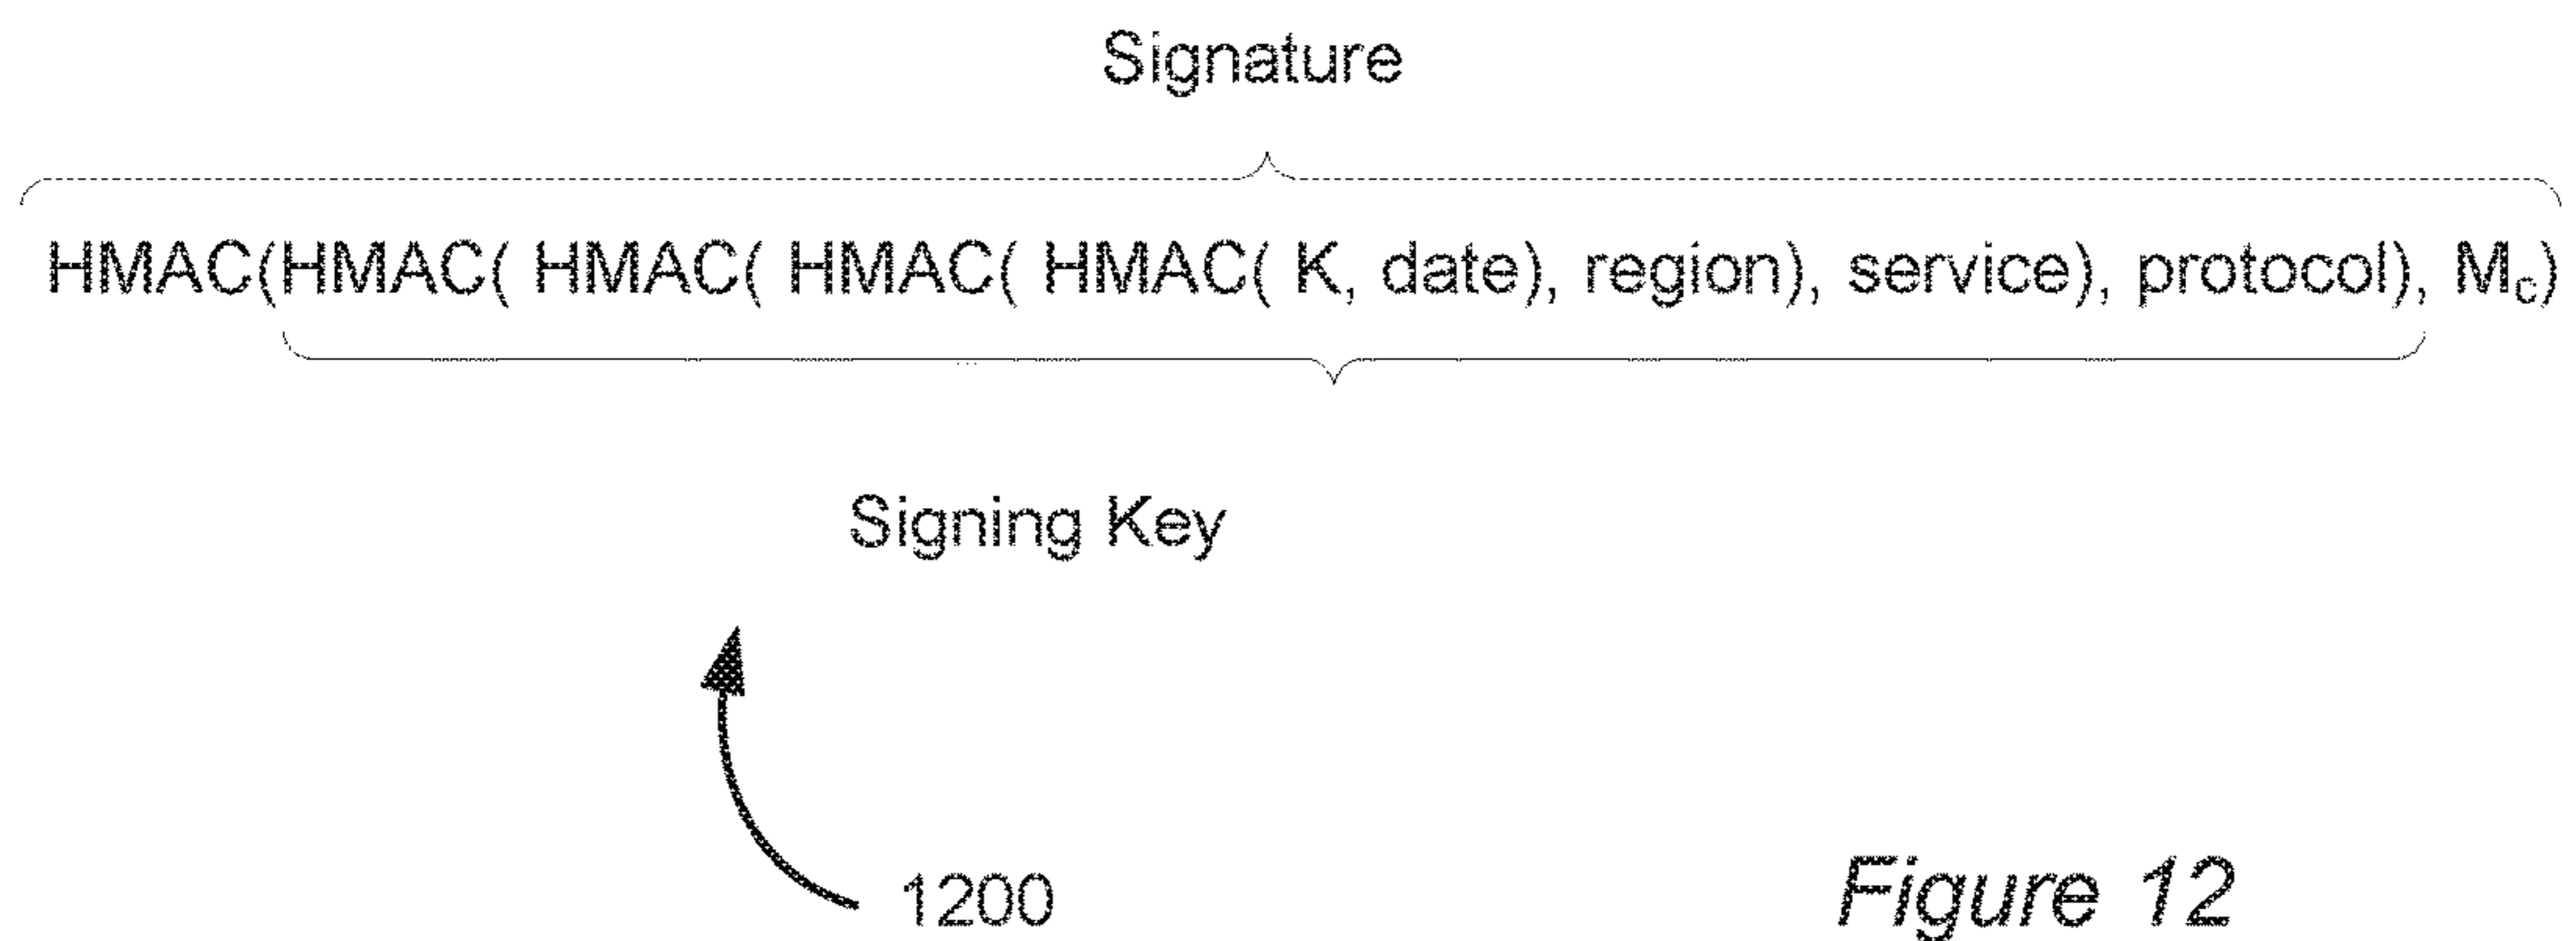 Signature
HMAC(HMAC( HMAC( HMAC( HMAC( K, date), region), service), protocol), Mc)
Signing Key
1200
Figure 12